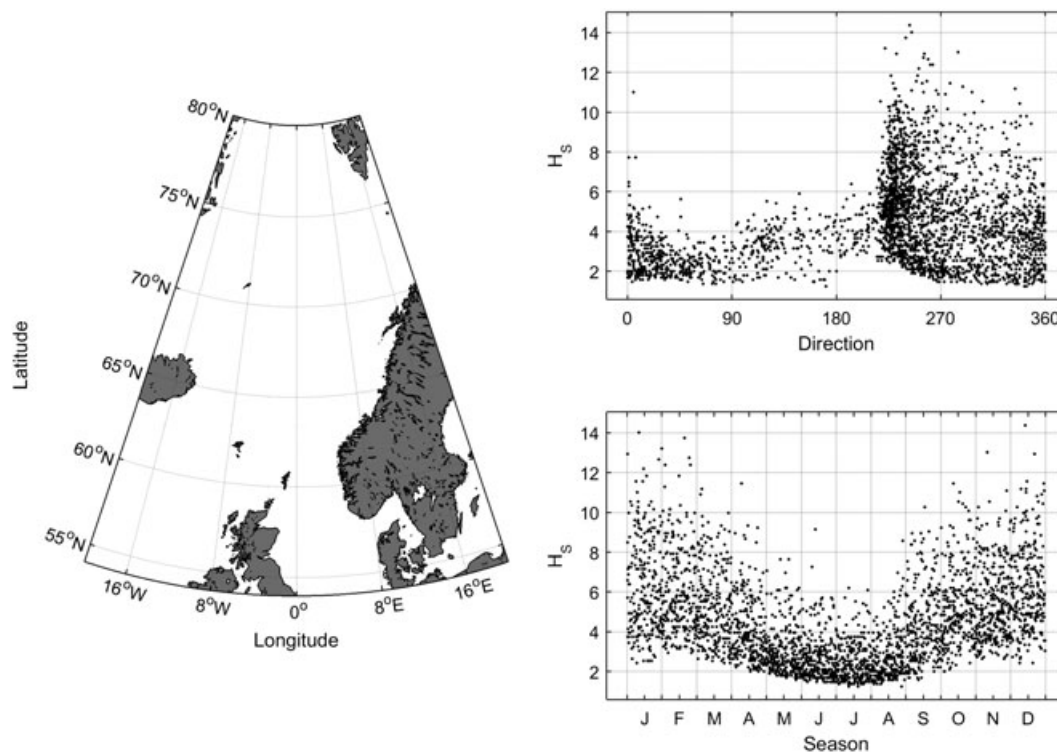 80°N
75°N
70°N
65°N
60°N
55°N
Latitude
16°W
8°W
0°
8°E
16°E
Longitude
14
12
10
8
6
4
2
H_S
0 90 180 270 360
Direction
14
12
10
8
6
4
2
H_S
J F M A M J J A S O N D
Season